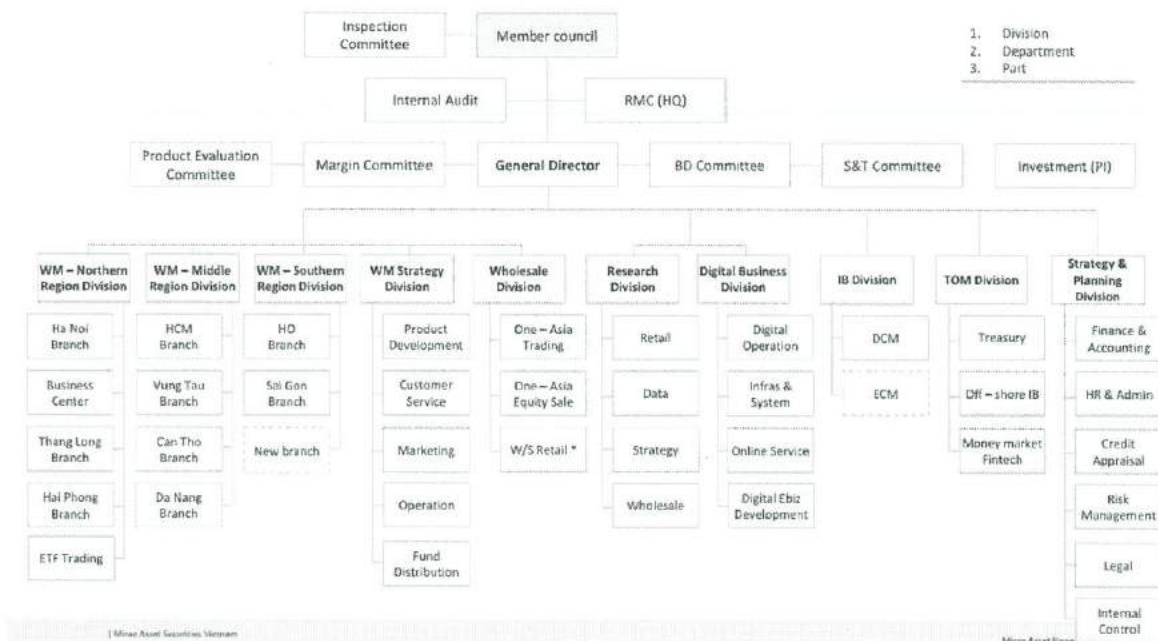 Inspection
Committee
Member council
1. Division
2. Department
3. Part
Internal Audit
RMC (HQ)
Product Evaluation
Committee
Margin Committee
General Director
BD Committee
S&T Committee
Investment (PI)
WM – Northern
Region Division
WM – Middle
Region Division
WM – Southern
Region Division
WM Strategy
Division
Wholesale
Division
Research
Division
Digital Business
Division
IB Division
TOM Division
Strategy &
Planning
Division
Ha Noi
Branch
Business
Center
Thang Long
Branch
Hai Phong
Branch
ETF Trading
HCM
Branch
Vung Tau
Branch
Can Tho
Branch
Da Nang
Branch
HO
Branch
Sai Gon
Branch
New branch
Product
Development
Customer
Service
Marketing
Operation
Fund
Distribution
One – Asia
Trading
One – Asia
Equity Sale
W/S Retail *
Retail
Data
Strategy
Wholesale
Digital
Operation
Infras &
System
Online Service
Digital Ebiz
Development
DCM
ECM
Treasury
Off – shore IB
Money market
Fintech
Finance &
Accounting
HR & Admin
Credit
Appraisal
Risk
Management
Legal
Internal
Control
| Mirae Asset Securities Vietnam
Mirae Asset